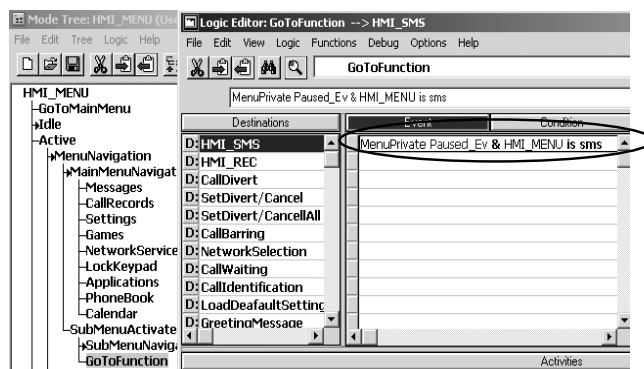 Mode Tree: HMI_MENU (Us
File Edit Tree Logic Help
HMI_MENU
GoToMainMenu
Idle
Active
MenuNavigation
MainMenuNavigat
Messages
CallRecords
Settings
Games
NetworkService
LockKeypad
Applications
PhoneBook
Calendar
SubMenuActivate
SubMenuNaviga
GoToFunction
Logic Editor: GoToFunction --> HMI_SMS
File Edit View Logic Functions Debug Options Help
GoToFunction
MenuPrivate Paused_Ev & HMI_MENU is sms
Destinations Event Condition
D: HMI_SMS MenuPrivate Paused_Ev & HMI_MENU is sms
D: HMI_REC
D: CallDivert
D: SetDivert/Cancel
D: SetDivert/CancellAll
D: CallBarring
D: NetworkSelection
D: CallWaiting
D: CallIdentification
D: LoadDeafaultSetting
D: GreetingMessage
Activities